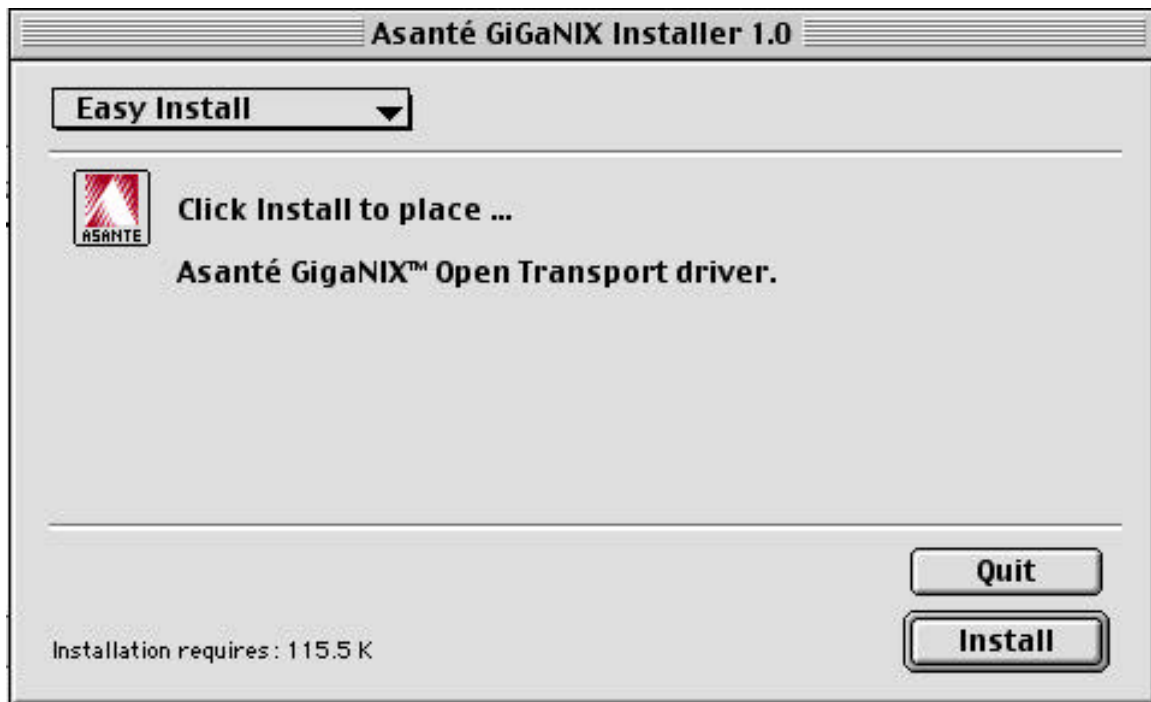 Asanté GiGaNIX Installer 1.0
Easy Install
ASANTE
Click Install to place ...
Asanté GigaNIX™ Open Transport driver.
Quit
Installation requires: 115.5 K
Install